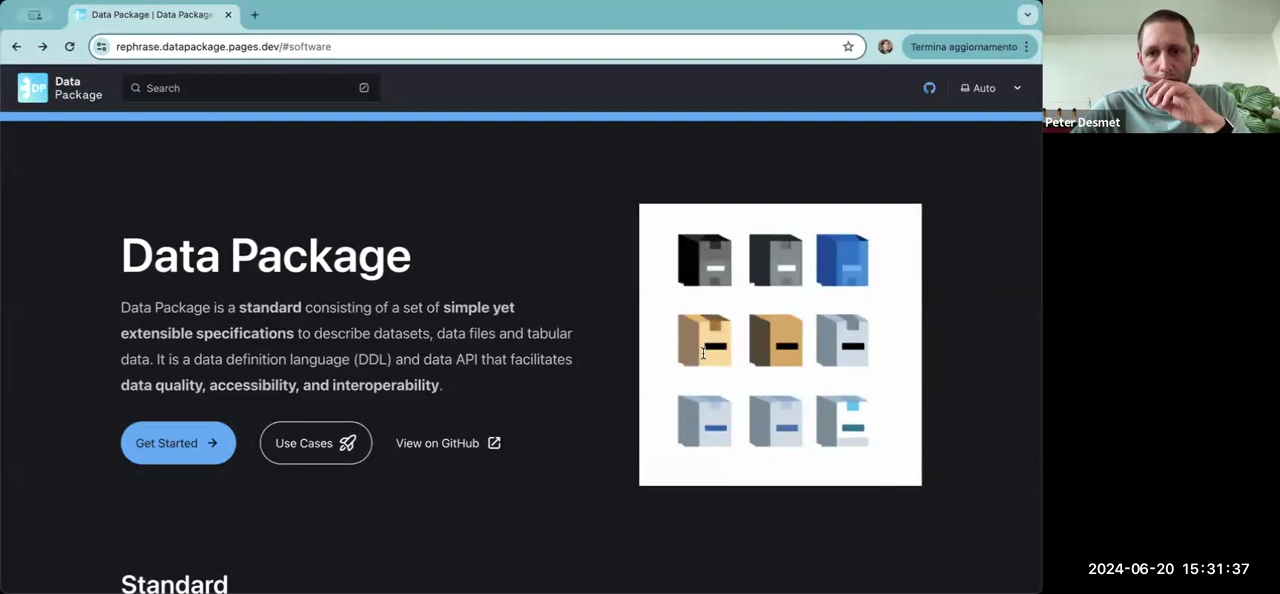 Data Package | Data Package
Termina aggiornamento
rephrase.datapackage.pages.dev/#software
Data
Package
Search
Auto
Peter Desmet
Data Package
Data Package is a standard consisting of a set of simple yet
extensible specifications to describe datasets, data files and tabular
data. It is a data definition language (DDL) and data API that facilitates
data quality, accessibility, and interoperability.
Get Started
Use Cases
View on GitHub
Standard
2024-06-20 15:31:37